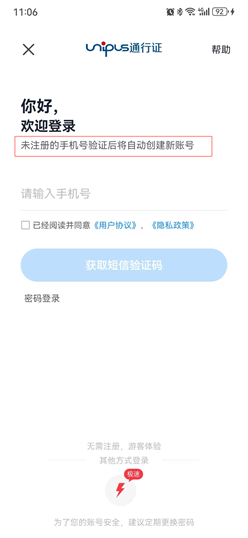 11:06
92
unipus通行证
帮助
你好,
欢迎登录
未注册的手机号验证后将自动创建新账号
请输入手机号
已经阅读并同意《用户协议》、《隐私政策》
获取短信验证码
密码登录
无需注册，游客体验
其他方式登录
极速
为了您的账号安全，建议定期更换密码